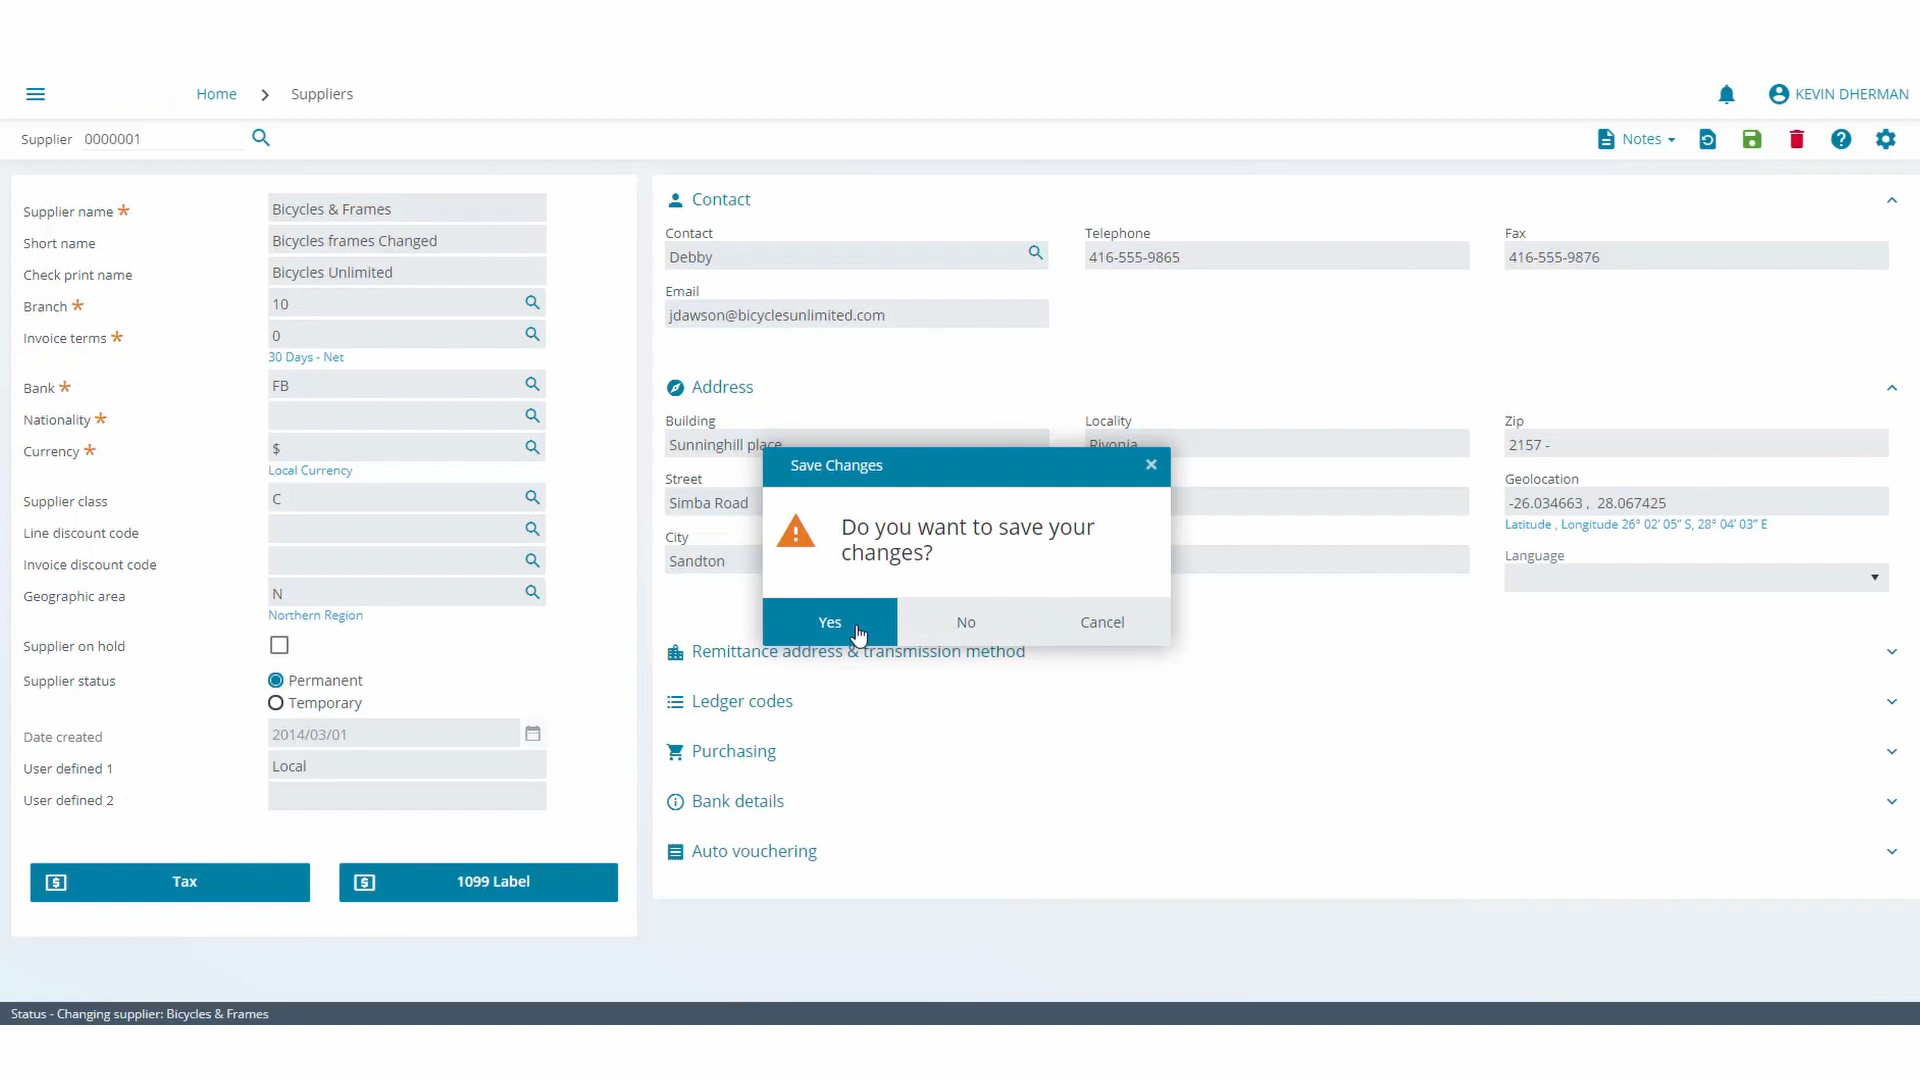 Home > Suppliers
KEVIN DHERMAN
Supplier 0000001
Notes
Supplier name * Bicycles & Frames
Short name Bicycles frames Changed
Check print name Bicycles Unlimited
Branch * 10
Invoice terms * 0
30 Days - Net
Bank * FB
Nationality *
Currency * $
Local Currency
Supplier class C
Line discount code
Invoice discount code
Geographic area N
Northern Region
Supplier on hold
Supplier status Permanent
Temporary
Date created 2014/03/01
User defined 1 Local
User defined 2
Tax
1099 Label
Contact
Contact Telephone Fax
Debby 416-555-9865 416-555-9876
Email
jdawson@bicyclesunlimited.com
Address
Building Locality Zip
Sunninghill place Rivonia 2157 -
Street Geolocation
Simba Road -26.034663 , 28.067425
Latitude , Longitude 26° 02' 05" S, 28° 04' 03" E
City Language
Sandton
Save Changes
Do you want to save your
changes?
Yes No Cancel
Remittance address & transmission method
Ledger codes
Purchasing
Bank details
Auto vouchering
Status - Changing supplier: Bicycles & Frames